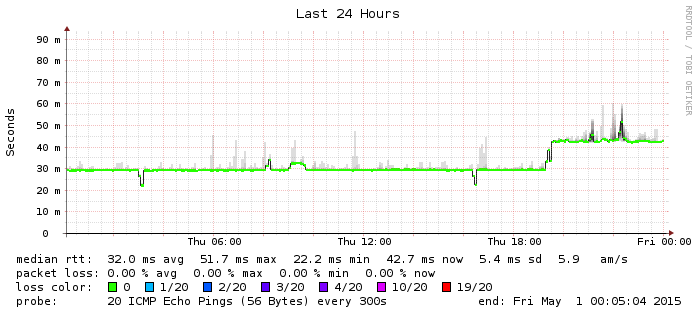 Last 24 Hours
RRDTOOL / TOBI OETIKER
Seconds
90 m
80 m
70 m
60 m
50 m
40 m
30 m
20 m
10 m
0
Thu 06:00 Thu 12:00 Thu 18:00 Fri 00:00
median rtt: 32.0 ms avg 51.7 ms max 22.2 ms min 42.7 ms now 5.4 ms sd 5.9 am/s
packet loss: 0.00 % avg 0.00 % max 0.00 % min 0.00 % now
loss color: 0 1/20 2/20 3/20 4/20 10/20 19/20
probe: 20 ICMP Echo Pings (56 Bytes) every 300s end: Fri May 1 00:05:04 2015